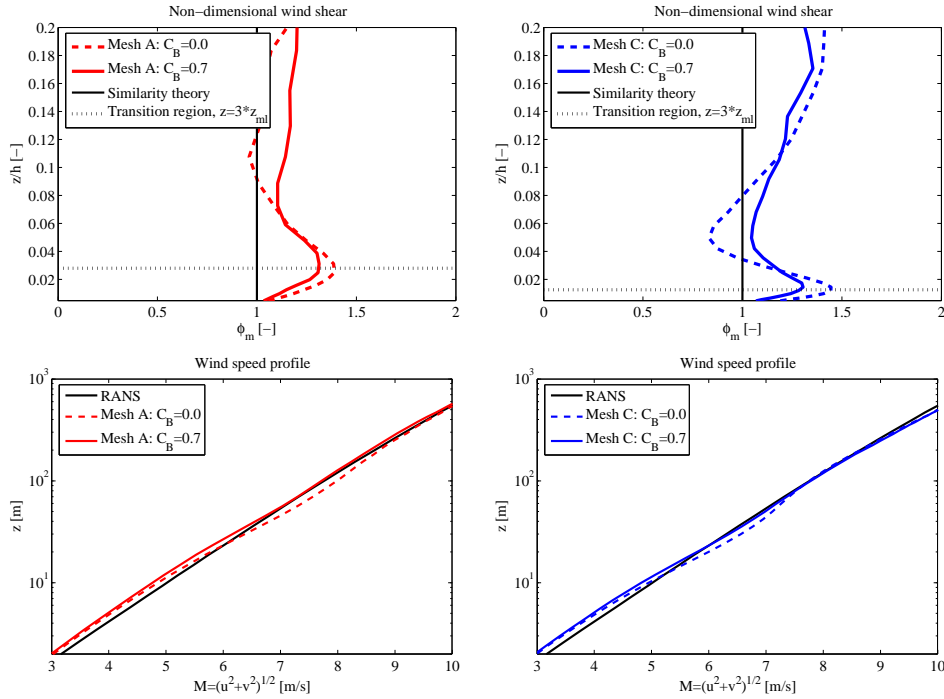 Non-dimensional wind shear
0.2
0.18
0.16
0.14
0.12
0.1
0.08
0.06
0.04
0.02
z/h [-]
Mesh A: C_B=0.0
Mesh A: C_B=0.7
Similarity theory
Transition region, z=3*z_ml
0 0.5 1 1.5 2
ϕ_m [-]
Non-dimensional wind shear
0.2
0.18
0.16
0.14
0.12
0.1
0.08
0.06
0.04
0.02
z/h [-]
Mesh C: C_B=0.0
Mesh C: C_B=0.7
Similarity theory
Transition region, z=3*z_ml
0 0.5 1 1.5 2
ϕ_m [-]
Wind speed profile
10^3
10^2
10^1
z [m]
RANS
Mesh A: C_B=0.0
Mesh A: C_B=0.7
3 4 5 6 7 8 9 10
M=(u^2+v^2)^1/2 [m/s]
Wind speed profile
10^3
10^2
10^1
z [m]
RANS
Mesh C: C_B=0.0
Mesh C: C_B=0.7
3 4 5 6 7 8 9 10
M=(u^2+v^2)^1/2 [m/s]